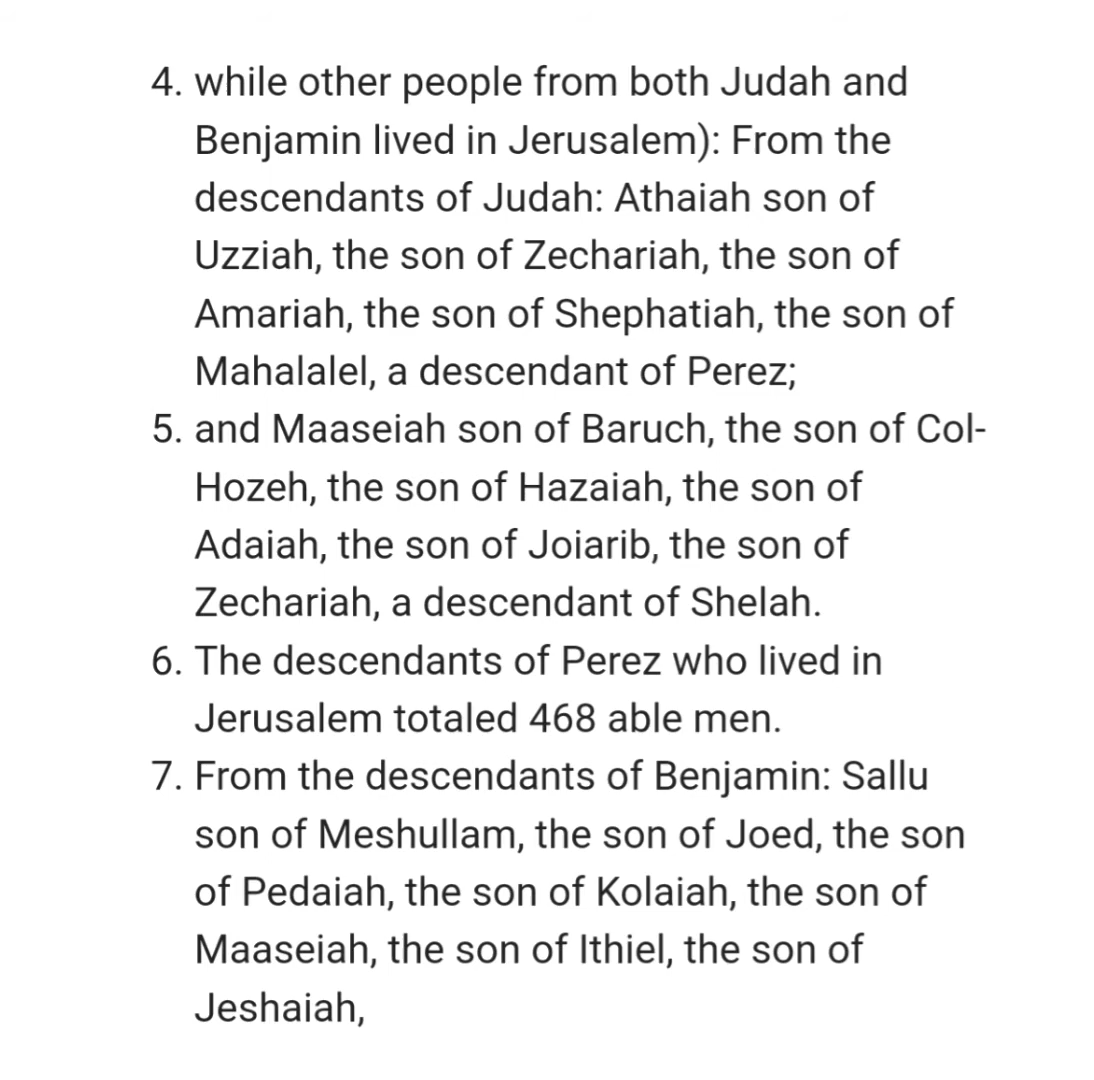 4. while other people from both Judah and
Benjamin lived in Jerusalem): From the
descendants of Judah: Athaiah son of
Uzziah, the son of Zechariah, the son of
Amariah, the son of Shephatiah, the son of
Mahalalel, a descendant of Perez;
5. and Maaseiah son of Baruch, the son of Col-
Hozeh, the son of Hazaiah, the son of
Adaiah, the son of Joiarib, the son of
Zechariah, a descendant of Shelah.
6. The descendants of Perez who lived in
Jerusalem totaled 468 able men.
7. From the descendants of Benjamin: Sallu
son of Meshullam, the son of Joed, the son
of Pedaiah, the son of Kolaiah, the son of
Maaseiah, the son of Ithiel, the son of
Jeshaiah,